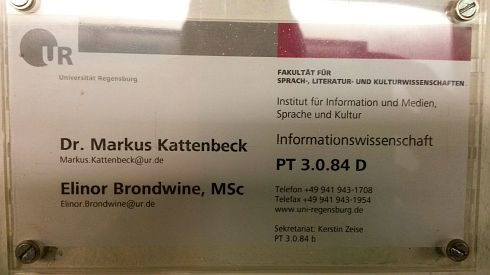 UR
Universität Regensburg
FAKULTÄT FÜR
SPRACH-, LITERATUR- UND KULTURWISSENSCHAFTEN
Institut für Information und Medien,
Sprache und Kultur
Dr. Markus Kattenbeck
Markus.Kattenbeck@ur.de
Elinor Brondwine, MSc
Elinor.Brondwine@ur.de
Informationswissenschaft
PT 3.0.84 D
Telefon +49 941 943-1708
Telefax +49 941 943-1954
www.uni-regensburg.de
Sekretariat: Kerstin Zeise
PT 3.0.84 b